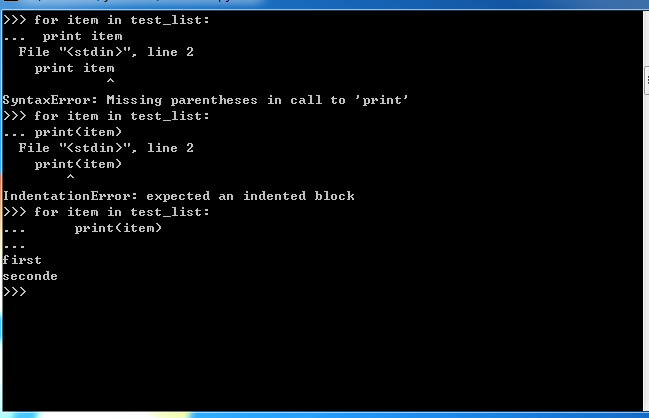 >>> for item in test_list:
...  print item
  File "<stdin>", line 2
    print item
             ^
SyntaxError: Missing parentheses in call to 'print'
>>> for item in test_list:
... print(item)
  File "<stdin>", line 2
    print(item)
        ^
IndentationError: expected an indented block
>>> for item in test_list:
...      print(item)
...
first
seconde
>>>